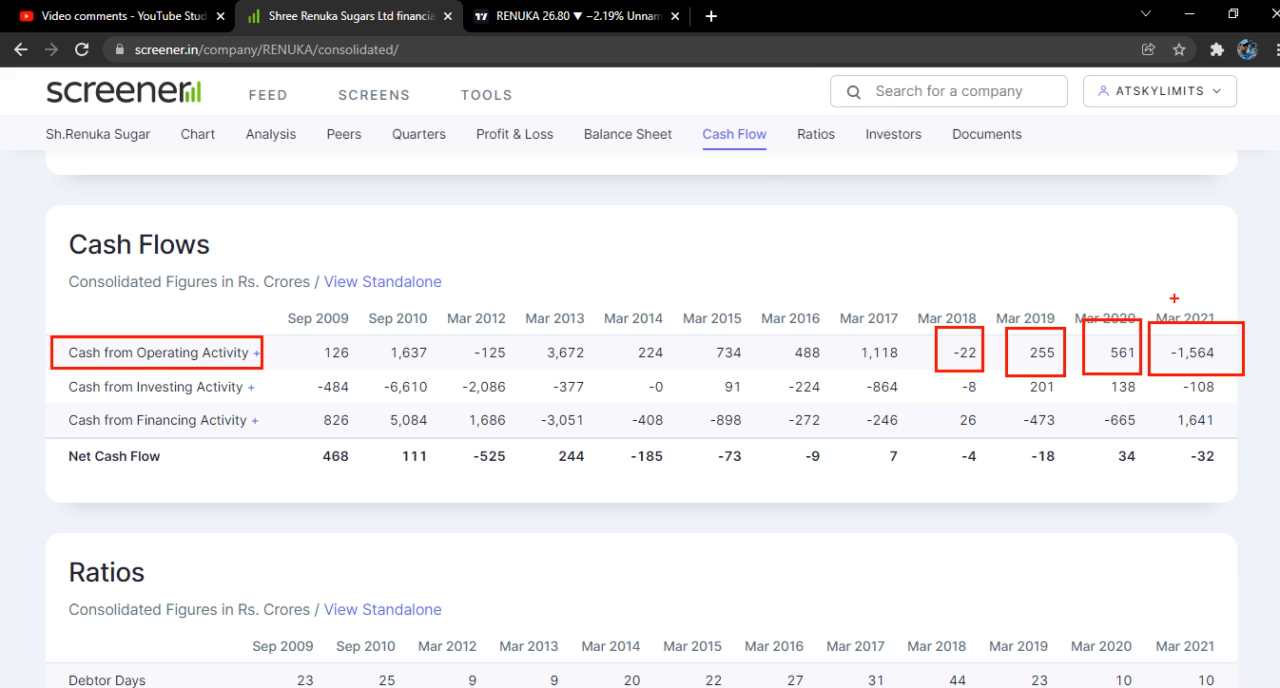 Video comments - YouTube Stud
Shree Renuka Sugars Ltd financia
RENUKA 26.80 ▼ −2.19% Unnam
screener.in/company/RENUKA/consolidated/
screener
FEED SCREENS TOOLS
Search for a company
ATSKYLIMITS
Sh.Renuka Sugar Chart Analysis Peers Quarters Profit & Loss Balance Sheet Cash Flow Ratios Investors Documents
Cash Flows
Consolidated Figures in Rs. Crores / View Standalone
Sep 2009 Sep 2010 Mar 2012 Mar 2013 Mar 2014 Mar 2015 Mar 2016 Mar 2017 Mar 2018 Mar 2019 Mar 2020 Mar 2021
Cash from Operating Activity + 126 1,637 -125 3,672 224 734 488 1,118 -22 255 561 -1,564
Cash from Investing Activity + -484 -6,610 -2,086 -377 -0 91 -224 -864 -8 201 138 -108
Cash from Financing Activity + 826 5,084 1,686 -3,051 -408 -898 -272 -246 26 -473 -665 1,641
Net Cash Flow 468 111 -525 244 -185 -73 -9 7 -4 -18 34 -32
Ratios
Consolidated Figures in Rs. Crores / View Standalone
Sep 2009 Sep 2010 Mar 2012 Mar 2013 Mar 2014 Mar 2015 Mar 2016 Mar 2017 Mar 2018 Mar 2019 Mar 2020 Mar 2021
Debtor Days 23 25 9 9 20 22 27 31 44 23 10 10